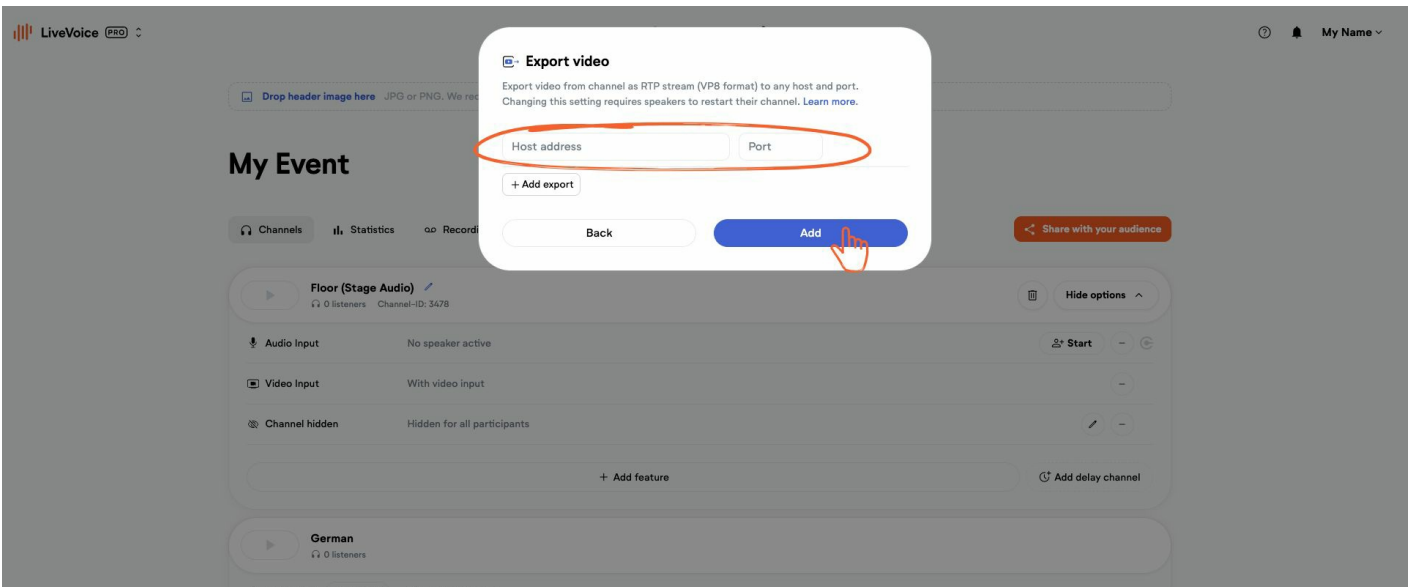 LiveVoice PRO
My Name
Export video
Export video from channel as RTP stream (VP8 format) to any host and port.
Changing this setting requires speakers to restart their channel. Learn more.
Drop header image here JPG or PNG. We rec
Host address Port
My Event
+ Add export
Channels Statistics Recordi
Back Add
Share with your audience
Floor (Stage Audio)
0 listeners Channel-ID: 3478
Hide options
Audio Input No speaker active Start
Video Input With video input
Channel hidden Hidden for all participants
+ Add feature Add delay channel
German
0 listeners